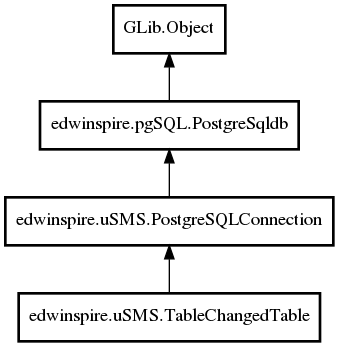 GLib.Object
edwinspire.pgSQL.PostgreSqldb
edwinspire.uSMS.PostgreSQLConnection
edwinspire.uSMS.TableChangedTable